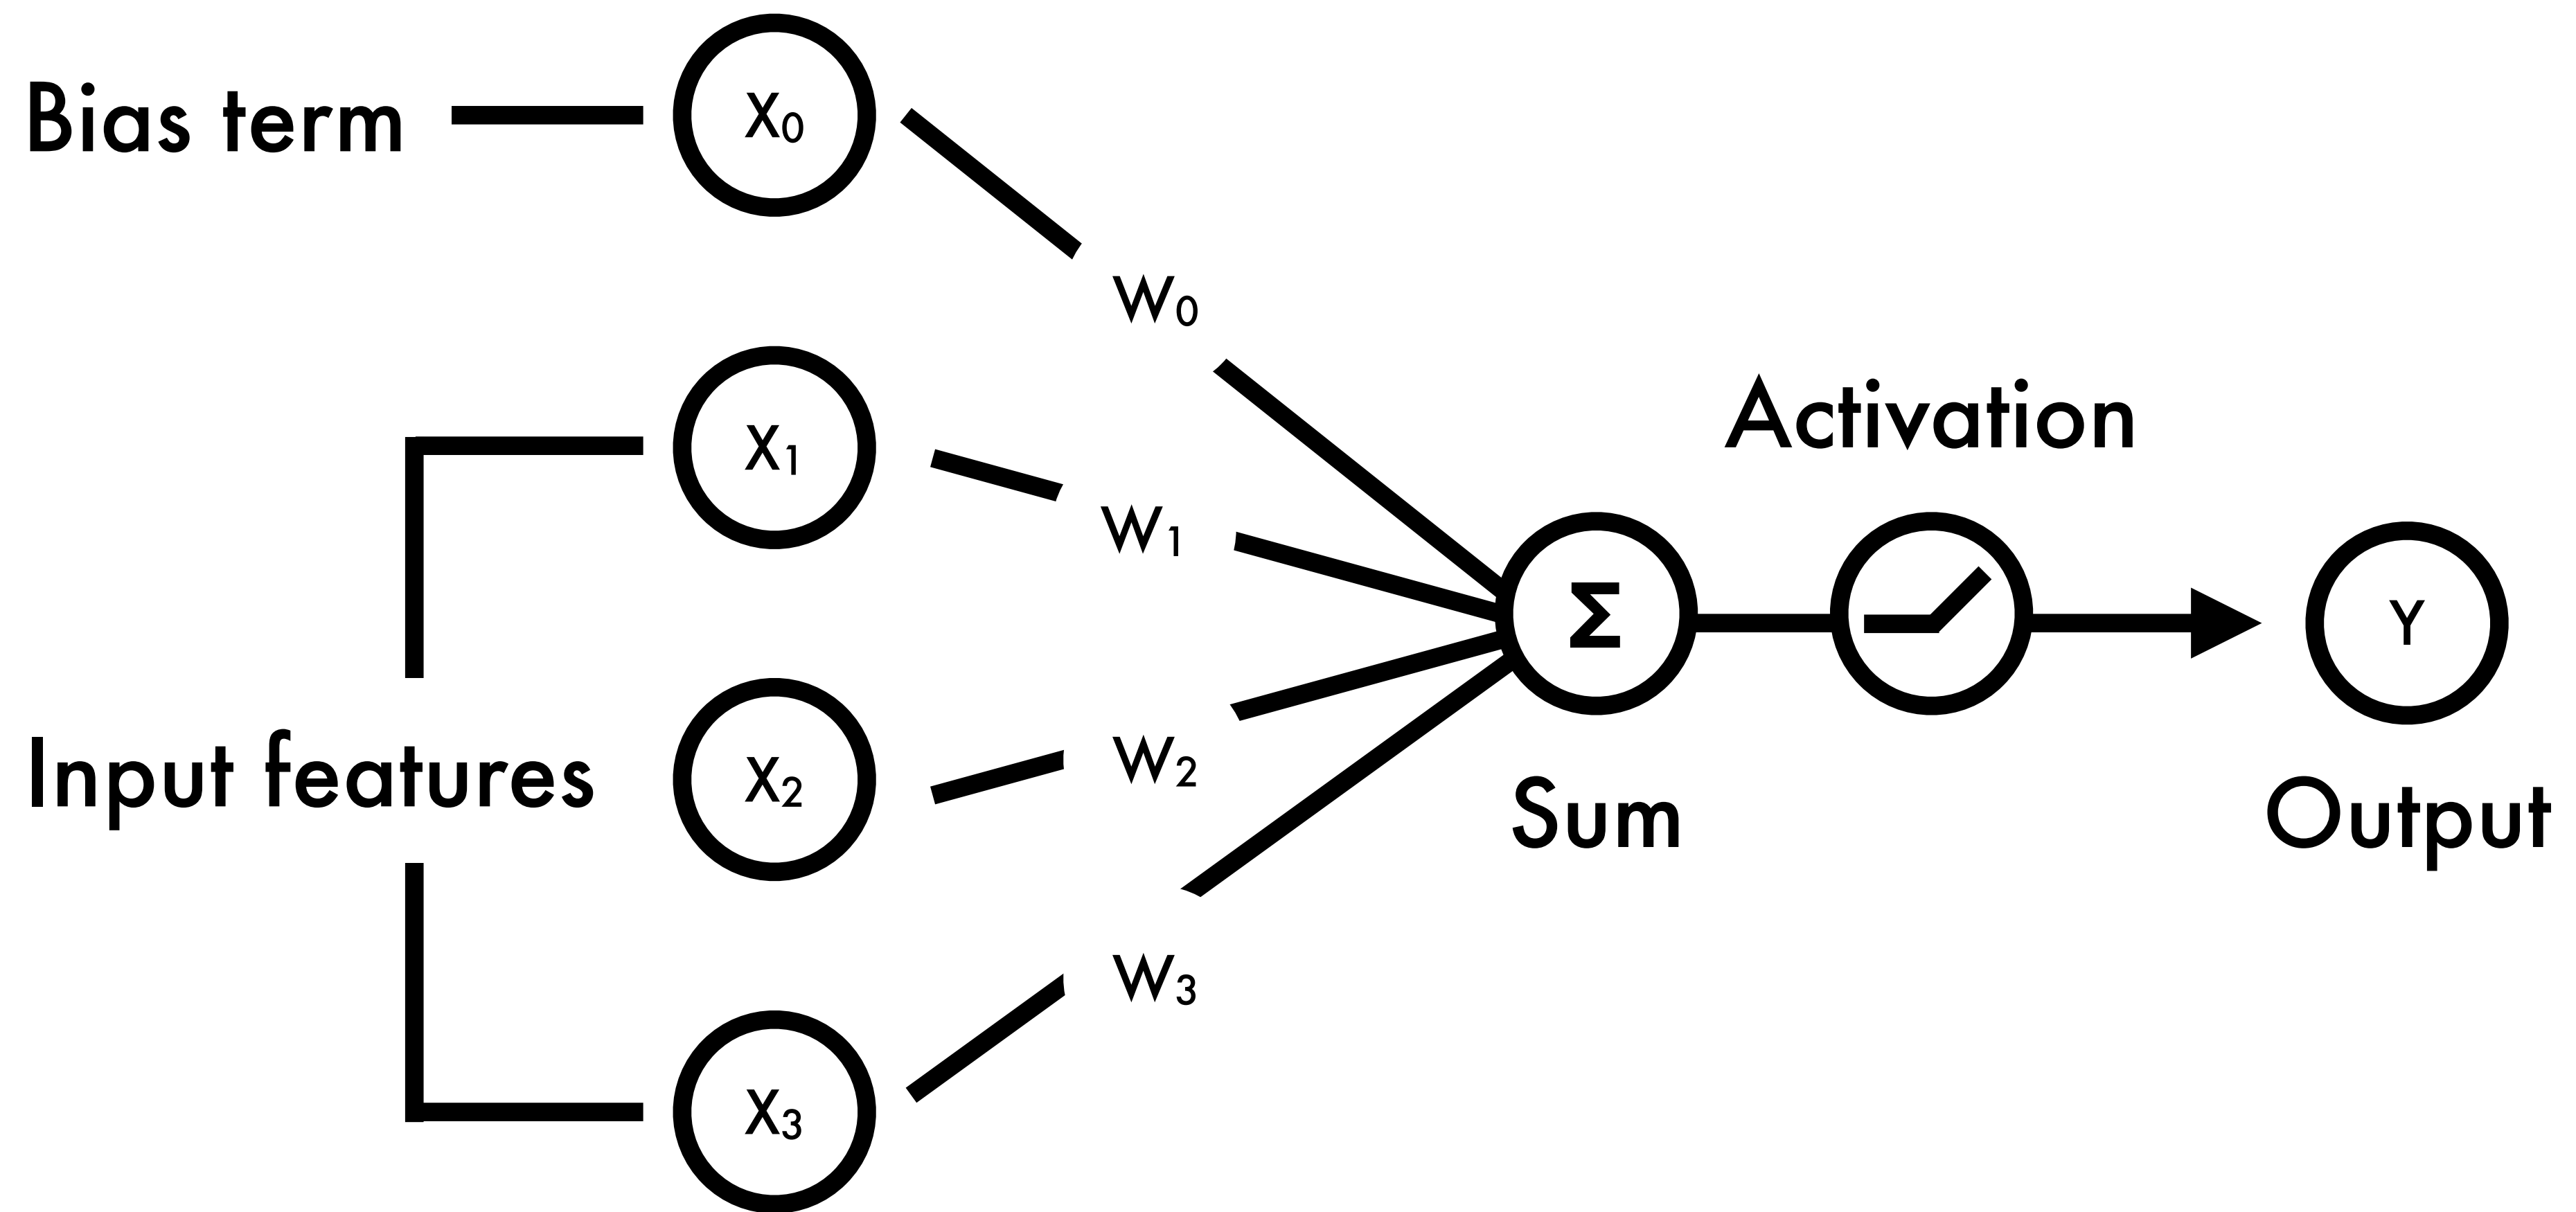 Bias term
X₀
W₀
X₁
W₁
Activation
Σ
Y
Input features
X₂
W₂
Sum
Output
W₃
X₃